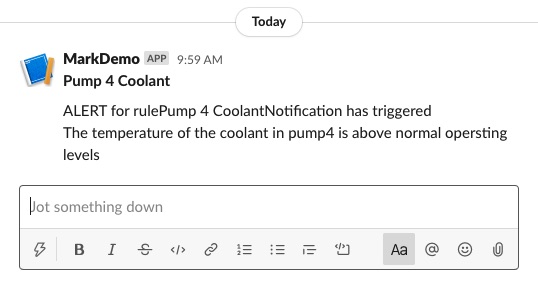 Today
MarkDemo APP 9:59 AM
Pump 4 Coolant
ALERT for rulePump 4 CoolantNotification has triggered
The temperature of the coolant in pump4 is above normal opersting
levels
Jot something down
B I S </> Aa @